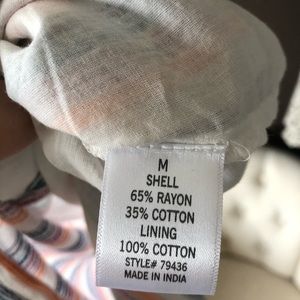 M
SHELL
65% RAYON
35% COTTON
LINING
100% COTTON
STYLE# 79436
MADE IN INDIA